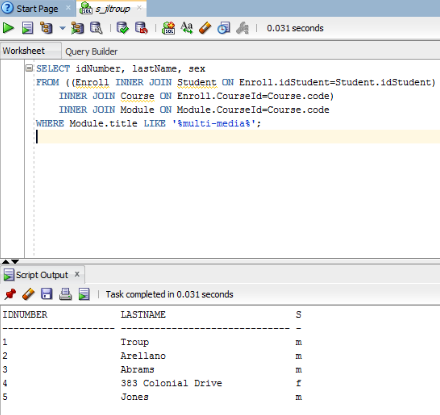 Start Page
s_jltroup
0.031 seconds
Worksheet Query Builder
SELECT idNumber, lastName, sex
FROM ((Enroll INNER JOIN Student ON Enroll.idStudent=Student.idStudent)
INNER JOIN Course ON Enroll.CourseId=Course.code)
INNER JOIN Module ON Module.CourseId=Course.code
WHERE Module.title LIKE '%multi-media%';
Script Output
Task completed in 0.031 seconds
IDNUMBER LASTNAME S
-------------------- ------------------------------ -
1 Troup m
2 Arellano m
3 Abrams m
4 383 Colonial Drive f
5 Jones m